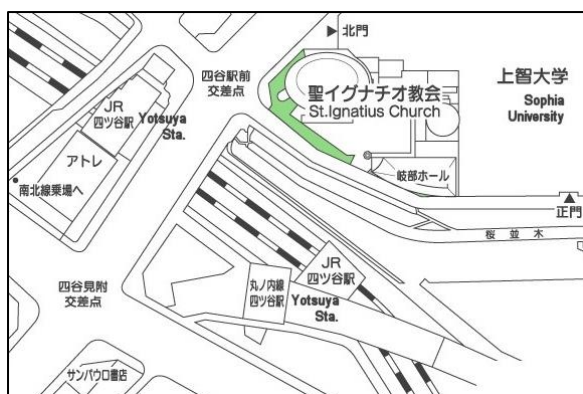 北門
四谷駅前
交差点
聖イグナチオ教会
St.Ignatius Church
上智大学
Sophia
University
JR
四ツ谷駅
Yotsuya
Sta.
アトレ
南北線乗場へ
岐部ホール
正門
桜並木
四谷見附
交差点
JR
四ツ谷駅
丸ノ内線
四ツ谷駅
Yotsuya
Sta.
サンパウロ書店